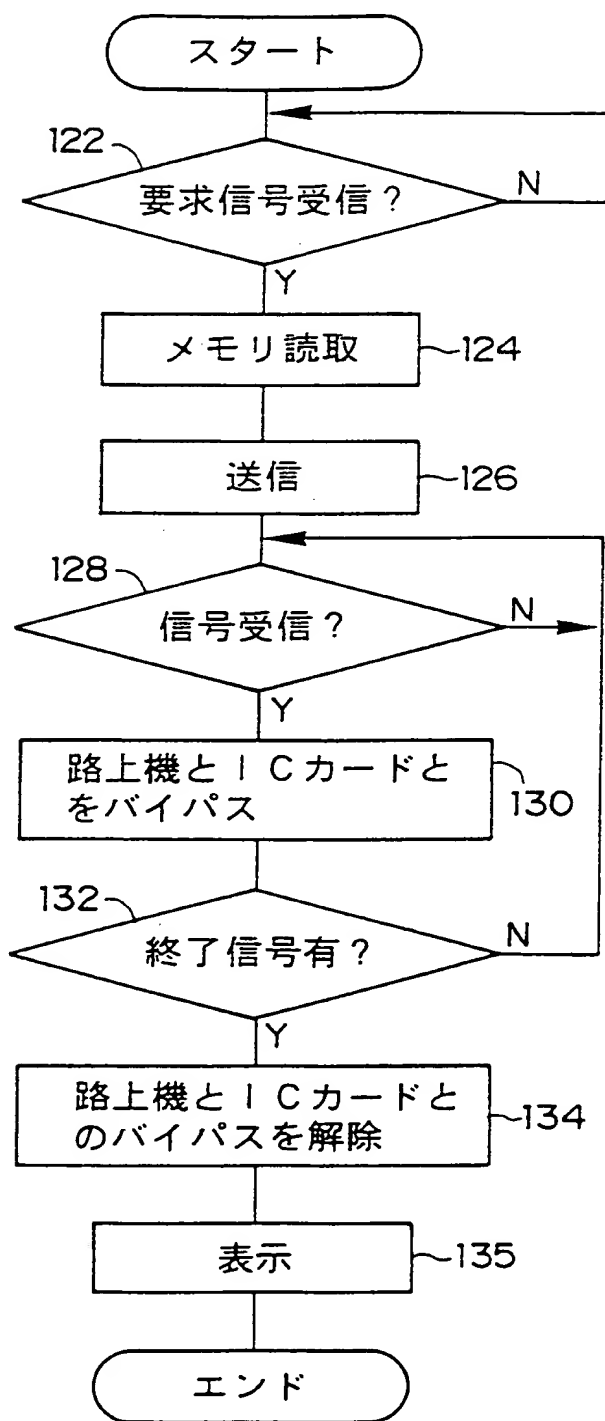 スタート
122
要求信号受信?
N
Y
メモリ読取
124
送信
126
128
信号受信?
N
Y
路上機とICカードと
をバイパス
130
132
終了信号有?
N
Y
路上機とICカードと
のバイパスを解除
134
表示
135
エンド